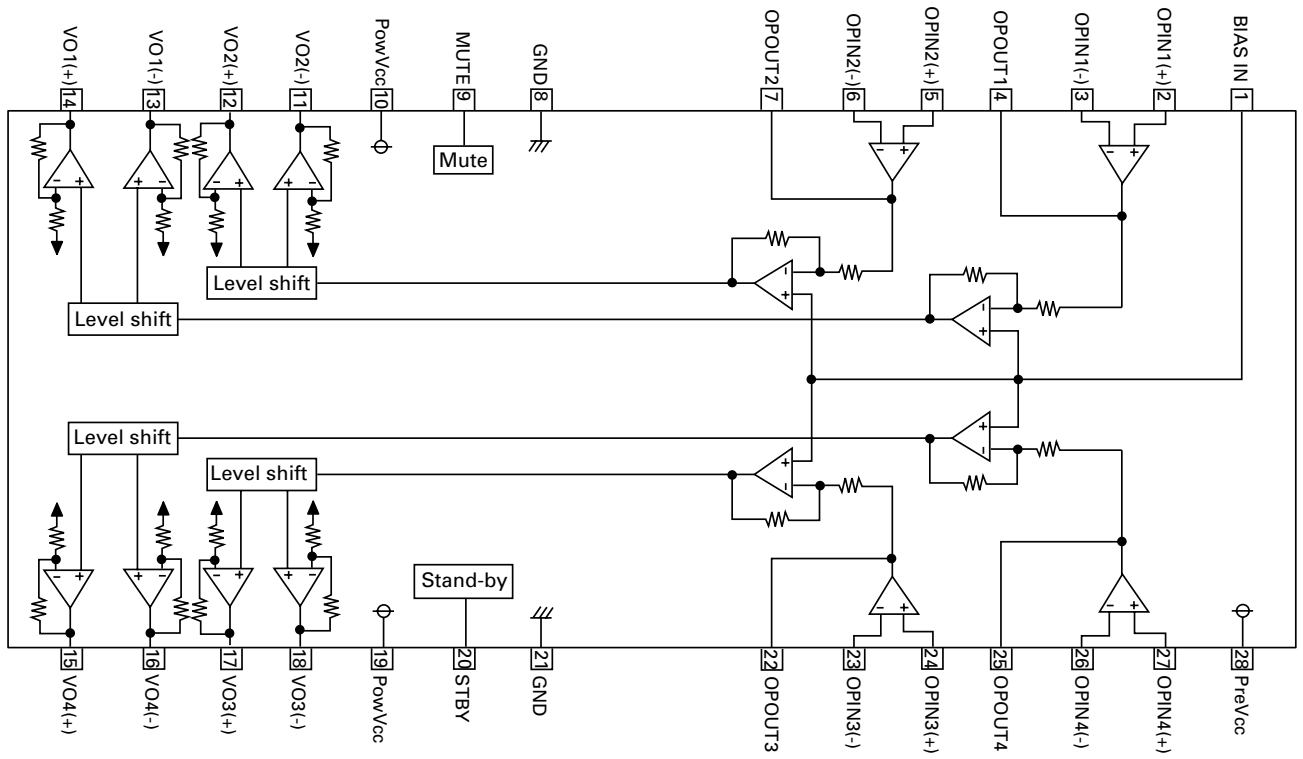 VO1(+) 14
VO1(-) 13
VO2(+) 12
VO2(-) 11
PowVcc 10
MUTE 9
GND 8
OPOUT2 7
OPIN2(-) 6
OPIN2(+) 5
OPOUT1 4
OPIN1(-) 3
OPIN1(+) 2
BIAS IN 1
- +
+ -
- +
+ -
Mute
- +
- +
Level shift
-
+
Level shift
-
+
Level shift
+
-
Level shift
+
-
Stand-by
- +
+ -
- +
+ -
- +
- +
15 VO4(+)
16 VO4(-)
17 VO3(+)
18 VO3(-)
19 PowVcc
20 STBY
21 GND
22 OPOUT3
23 OPIN3(-)
24 OPIN3(+)
25 OPOUT4
26 OPIN4(-)
27 OPIN4(+)
28 PreVcc